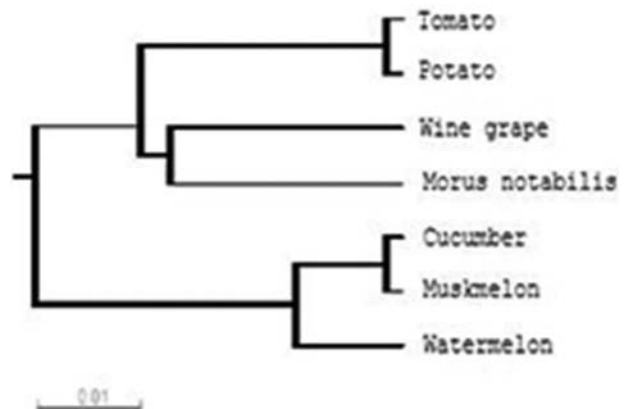 Tomato
Potato
Wine grape
Morus notabilis
Cucumber
Muskmelon
Watermelon
0.01